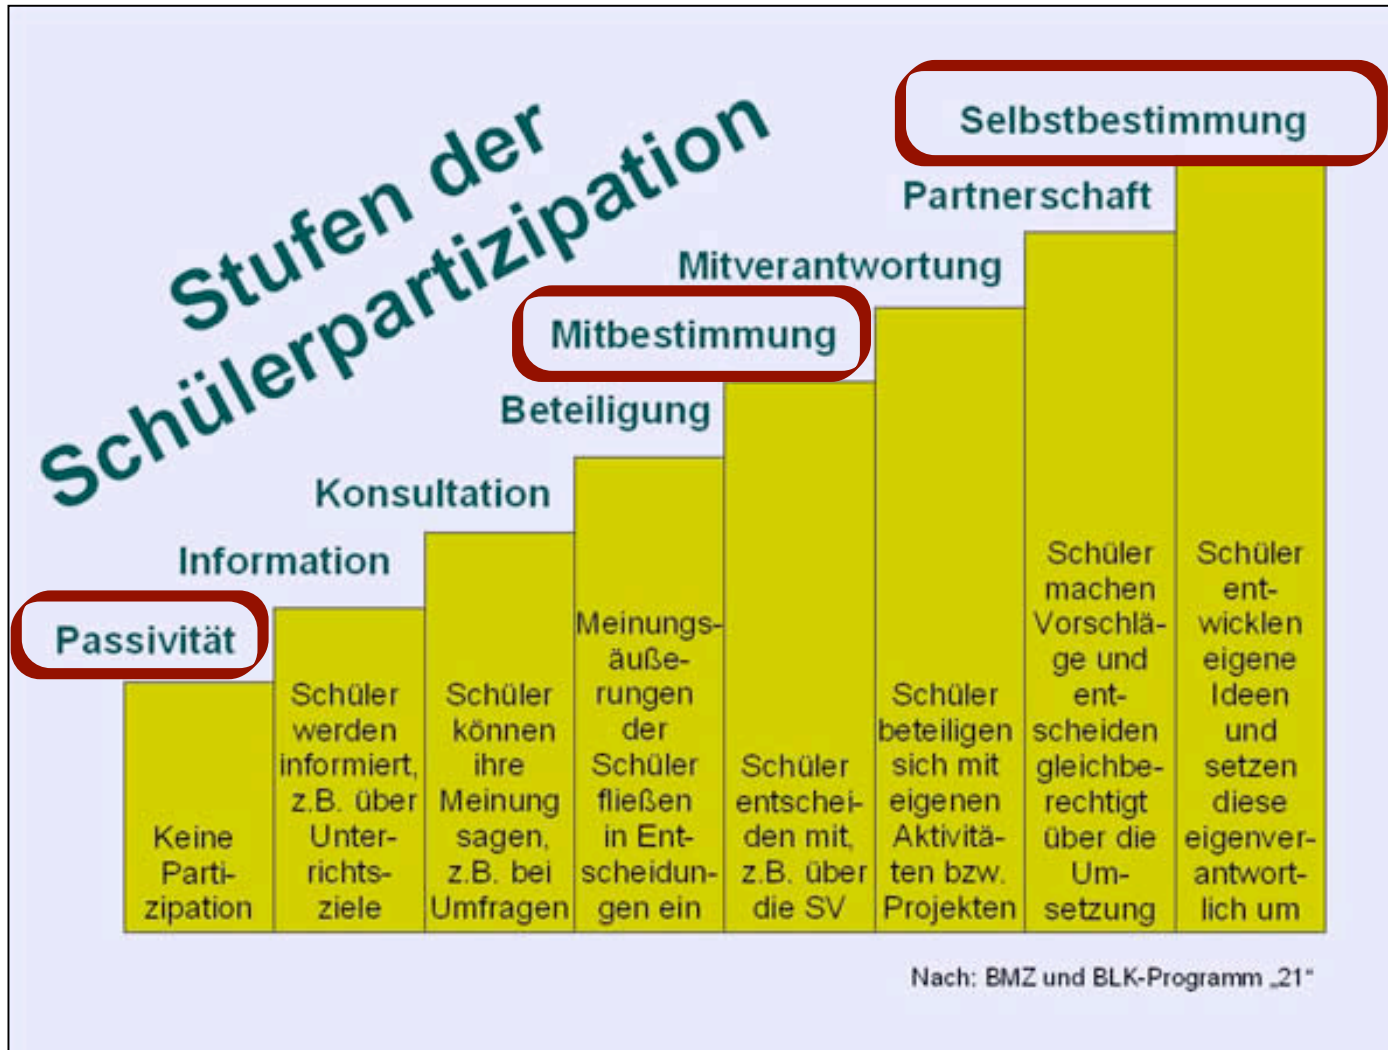 Stufen der
Schülerpartizipation
Passivität
Keine
Parti-
zipation
Information
Schüler
werden
informiert,
z.B. über
Unter-
richts-
ziele
Konsultation
Schüler
können
ihre
Meinung
sagen,
z.B. bei
Umfragen
Beteiligung
Meinungs-
äuße-
rungen
der
Schüler
fließen
in Ent-
scheidun-
gen ein
Mitbestimmung
Schüler
entschei-
den mit,
z.B. über
die SV
Mitverantwortung
Schüler
beteiligen
sich mit
eigenen
Aktivitä-
ten bzw.
Projekten
Partnerschaft
Schüler
machen
Vorschlä-
ge und
ent-
scheiden
gleichbe-
rechtigt
über die
Um-
setzung
Selbstbestimmung
Schüler
ent-
wicklen
eigene
Ideen
und
setzen
diese
eigenver-
antwort-
lich um
Nach: BMZ und BLK-Programm „21“